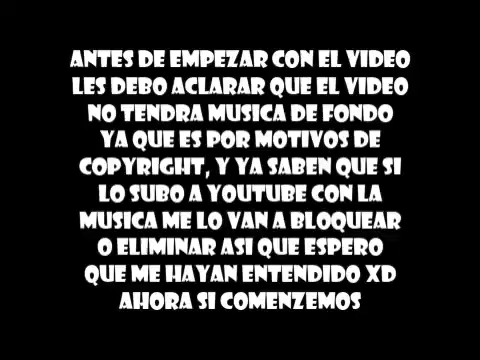 ANTES DE EMPEZAR CON EL VIDEO
LES DEBO ACLARAR QUE EL VIDEO
NO TENDRA MUSICA DE FONDO
YA QUE ES POR MOTIVOS DE
COPYRIGHT, Y YA SABEN QUE SI
LO SUBO A YOUTUBE CON LA
MUSICA ME LO VAN A BLOQUEAR
O ELIMINAR ASI QUE ESPERO
QUE ME HAYAN ENTENDIDO XD
AHORA SI COMENZEMOS